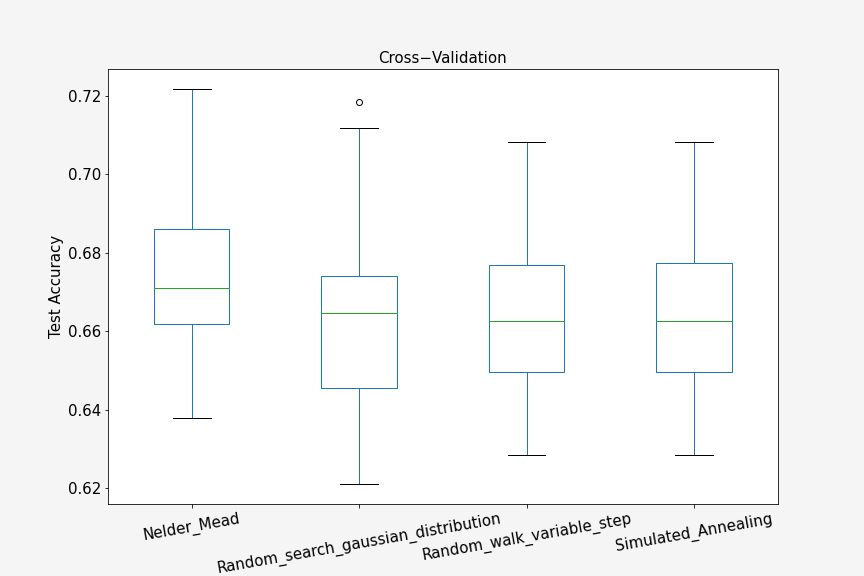 Cross−Validation
Test Accuracy
0.72
0.70
0.68
0.66
0.64
0.62
Nelder_Mead
Random_search_gaussian_distribution
Random_walk_variable_step
Simulated_Annealing